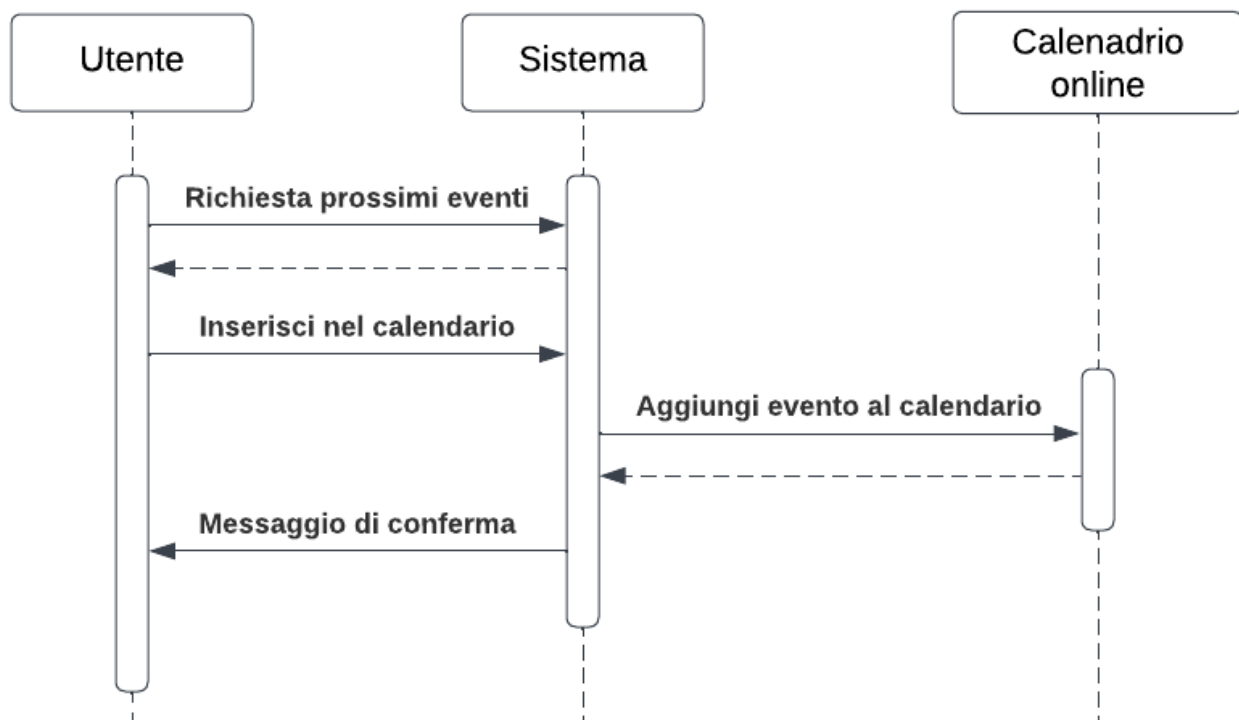 Utente
Sistema
Calenadrio
online
Richiesta prossimi eventi
Inserisci nel calendario
Aggiungi evento al calendario
Messaggio di conferma